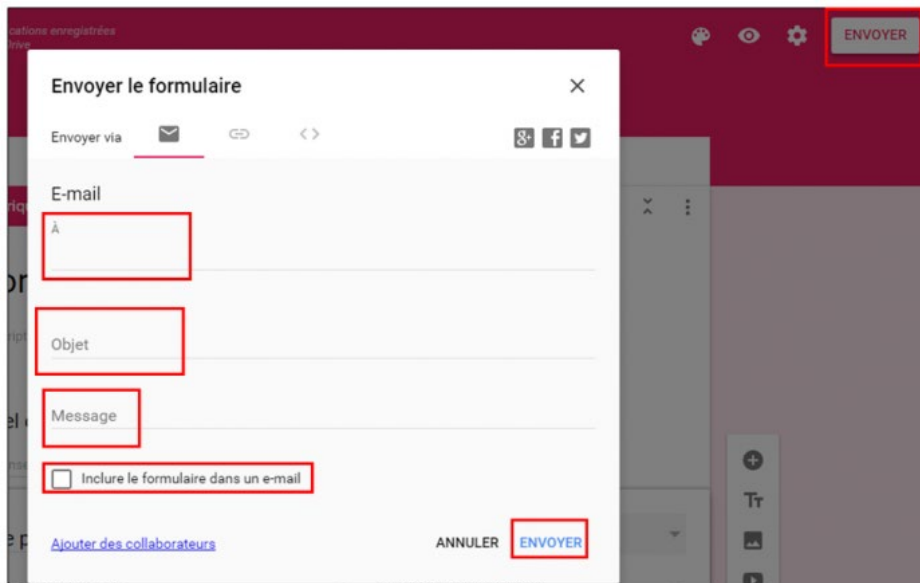 cations enregistrées
Drive
ENVOYER
Envoyer le formulaire
Envoyer via
E-mail
À
Objet
Message
Inclure le formulaire dans un e-mail
Ajouter des collaborateurs
ANNULER
ENVOYER